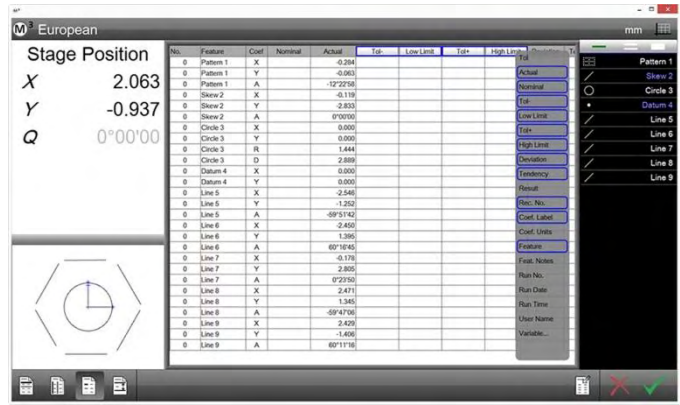 M³ European mm
Stage Position
X 2.063
Y -0.937
Q 0°00'00
No. Feature Coef Nominal Actual Tol- Low Limit Tol+ High Limit
0 Pattern 1 X -0.284
0 Pattern 1 Y -0.063
0 Pattern 1 A -12°22'58
0 Skew 2 X -0.119
0 Skew 2 Y -2.833
0 Skew 2 A 0°00'00
0 Circle 3 X 0.000
0 Circle 3 Y 0.000
0 Circle 3 R 1.444
0 Circle 3 D 2.889
0 Datum 4 X 0.000
0 Datum 4 Y 0.000
0 Line 5 X -2.546
0 Line 5 Y -1.252
0 Line 5 A -59°51'42
0 Line 6 X -2.450
0 Line 6 Y 1.395
0 Line 6 A 60°16'45
0 Line 7 X -0.178
0 Line 7 Y 2.805
0 Line 7 A 0°23'50
0 Line 8 X 2.471
0 Line 8 Y 1.345
0 Line 8 A -59°47'06
0 Line 9 X 2.429
0 Line 9 Y -1.406
0 Line 9 A 60°11'16
Tol
Actual
Nominal
Tol-
Low Limit
Tol+
High Limit
Deviation
Tendency
Result
Rec. No.
Coef. Label
Coef. Units
Feature
Feat. Notes
Run No.
Run Date
Run Time
User Name
Variable...
Pattern 1
Skew 2
Circle 3
Datum 4
Line 5
Line 6
Line 7
Line 8
Line 9